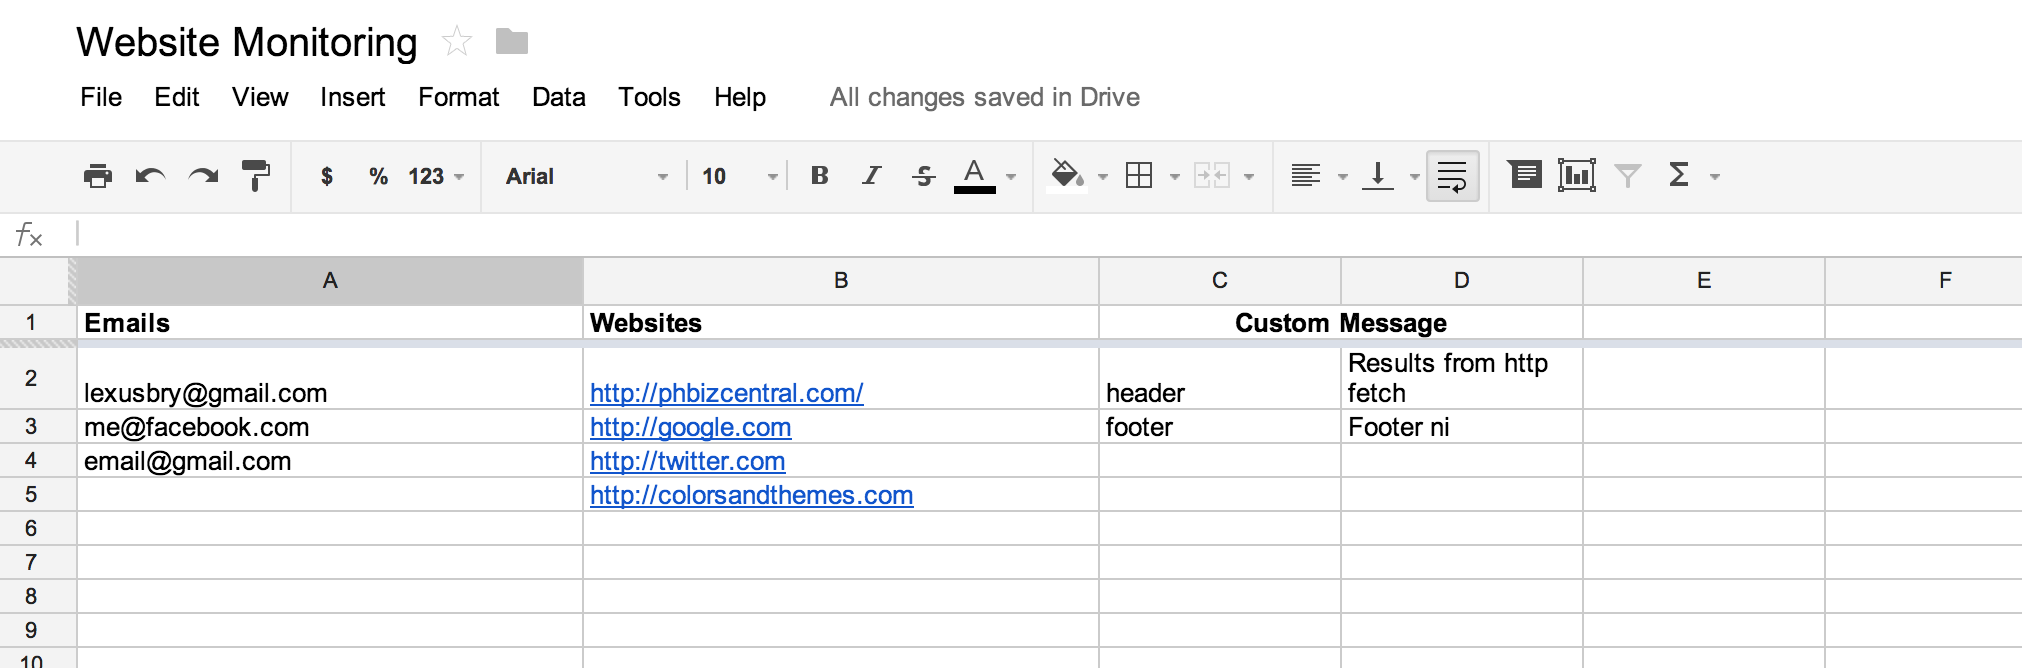 Website Monitoring
File Edit View Insert Format Data Tools Help All changes saved in Drive
$ % 123 Arial 10 B I S A Σ
fx
A B C D E F
1 Emails Websites Custom Message
Results from http
2 lexusbry@gmail.com http://phbizcentral.com/ header fetch
3 me@facebook.com http://google.com footer Footer ni
4 email@gmail.com http://twitter.com
5 http://colorsandthemes.com
6
7
8
9
10